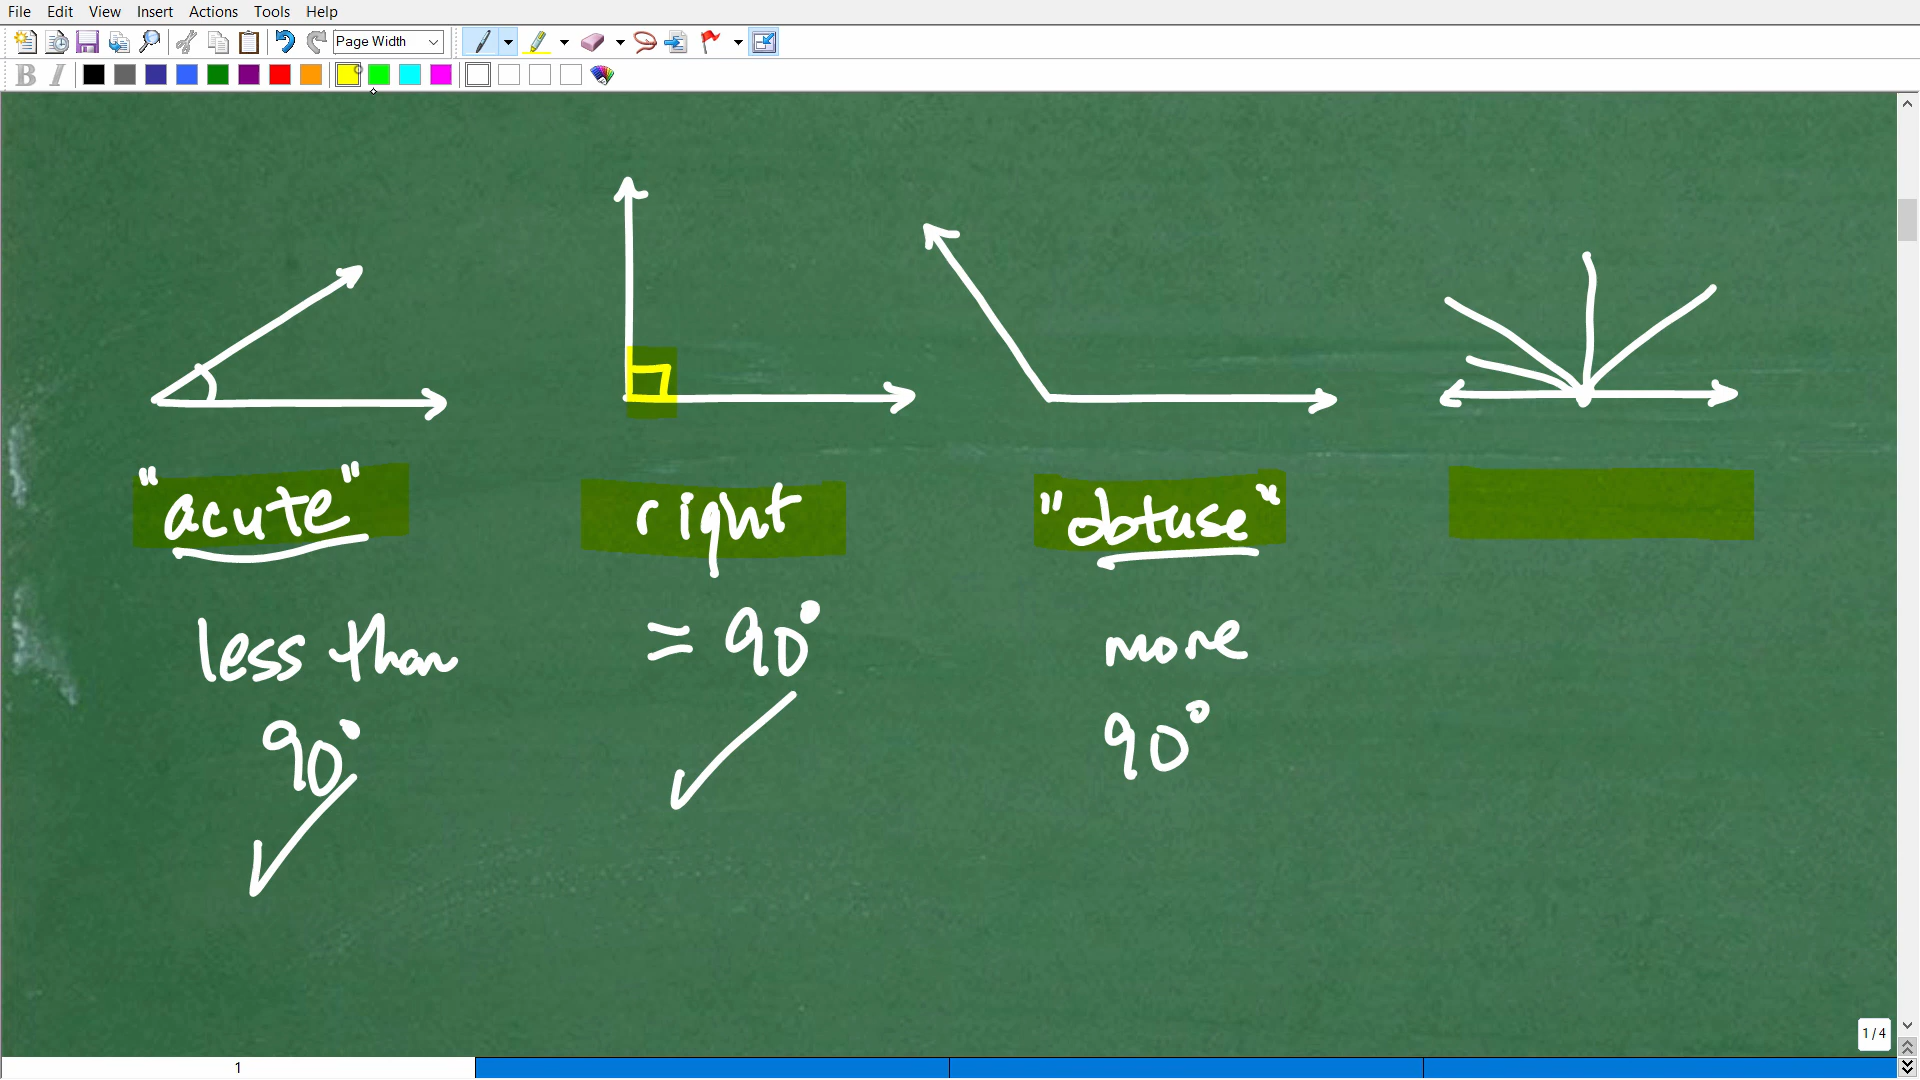 File Edit View Insert Actions Tools Help
Page Width
B I
"acute" right "obtuse"
less than = 90° more
90° 90°
1 / 4
1